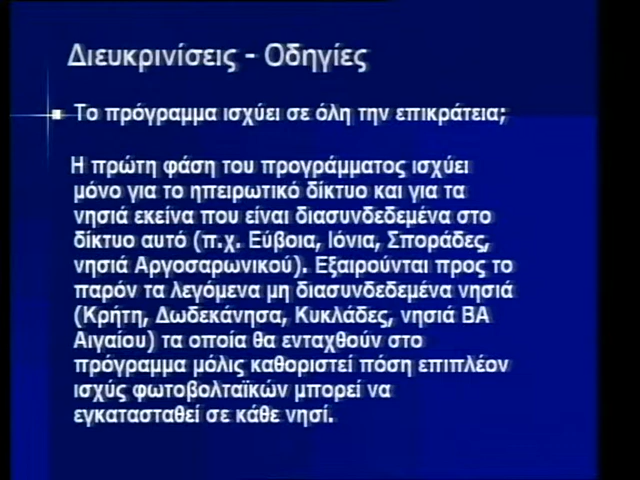 Διευκρινίσεις - Οδηγίες
Το πρόγραμμα ισχύει σε όλη την επικράτεια;
Η πρώτη φάση του προγράμματος ισχύει
μόνο για το ηπειρωτικό δίκτυο και για τα
νησιά εκείνα που είναι διασυνδεδεμένα στο
δίκτυο αυτό (π.χ. Εύβοια, Ιόνια, Σποράδες,
νησιά Αργοσαρωνικού). Εξαιρούνται προς το
παρόν τα λεγόμενα μη διασυνδεδεμένα νησιά
(Κρήτη, Δωδεκάνησα, Κυκλάδες, νησιά ΒΑ
Αιγαίου) τα οποία θα ενταχθούν στο
πρόγραμμα μόλις καθοριστεί πόση επιπλέον
ισχύς φωτοβολταϊκών μπορεί να
εγκατασταθεί σε κάθε νησί.